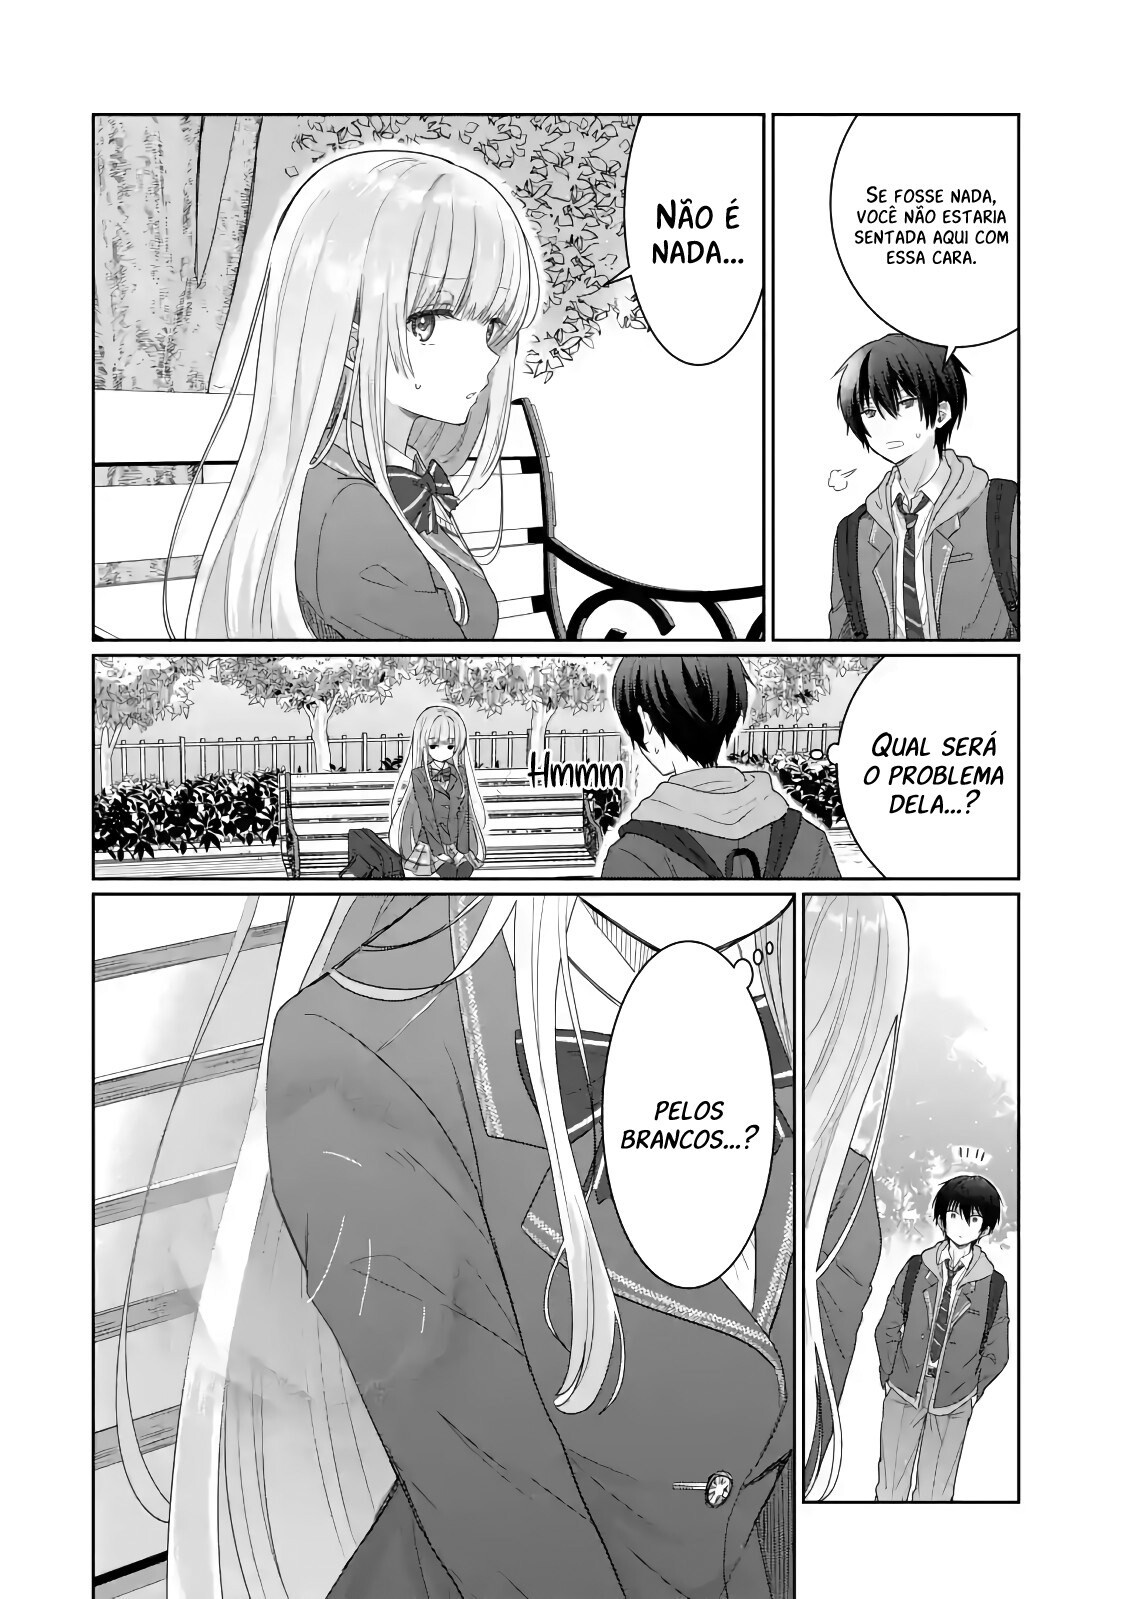 SE FOSSE NADA,
VOCÊ NÃO ESTARIA
SENTADA AQUI COM
ESSA CARA.
NÃO É
NADA...
QUAL SERÁ
O PROBLEMA
DELA...?
HMMM
PELOS
BRANCOS...?